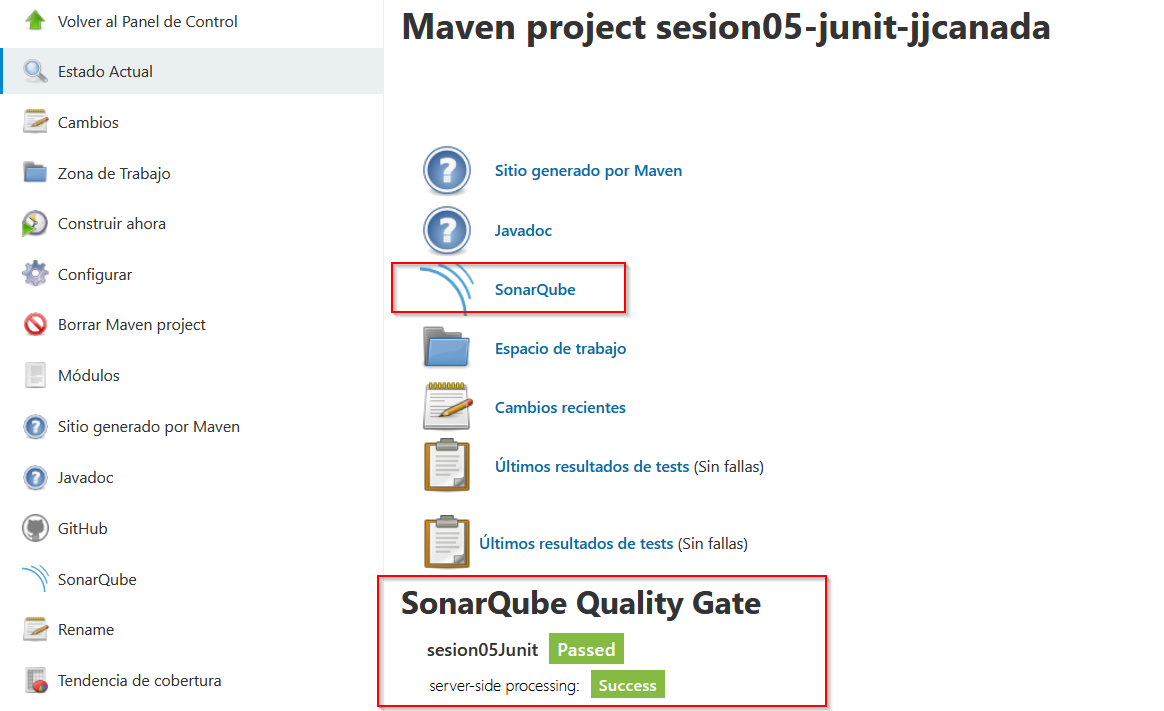 Volver al Panel de Control
Estado Actual
Cambios
Zona de Trabajo
Construir ahora
Configurar
Borrar Maven project
Módulos
Sitio generado por Maven
Javadoc
GitHub
SonarQube
Rename
Tendencia de cobertura
Maven project sesion05-junit-jjcanada
Sitio generado por Maven
Javadoc
SonarQube
Espacio de trabajo
Cambios recientes
Últimos resultados de tests (Sin fallas)
Últimos resultados de tests (Sin fallas)
SonarQube Quality Gate
sesion05Junit Passed
server-side processing: Success